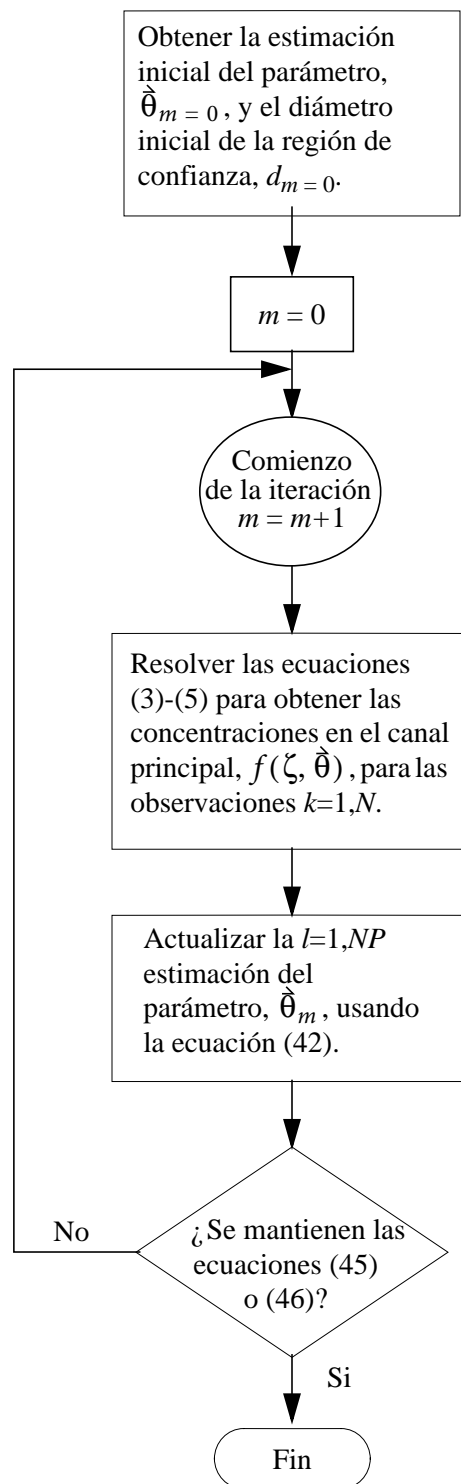 Obtener la estimación
inicial del parámetro,
θ̂⃗ₘ ₌ ₀, y el diámetro
inicial de la región de
confianza, dₘ ₌ ₀.
m = 0
Comienzo
de la iteración
m = m+1
Resolver las ecuaciones
(3)-(5) para obtener las
concentraciones en el canal
principal, f(ζ, θ̂⃗), para las
observaciones k=1,N.
Actualizar la l=1,NP
estimación del
parámetro, θ̂⃗ₘ, usando
la ecuación (42).
No
¿Se mantienen las
ecuaciones (45)
o (46)?
Si
Fin